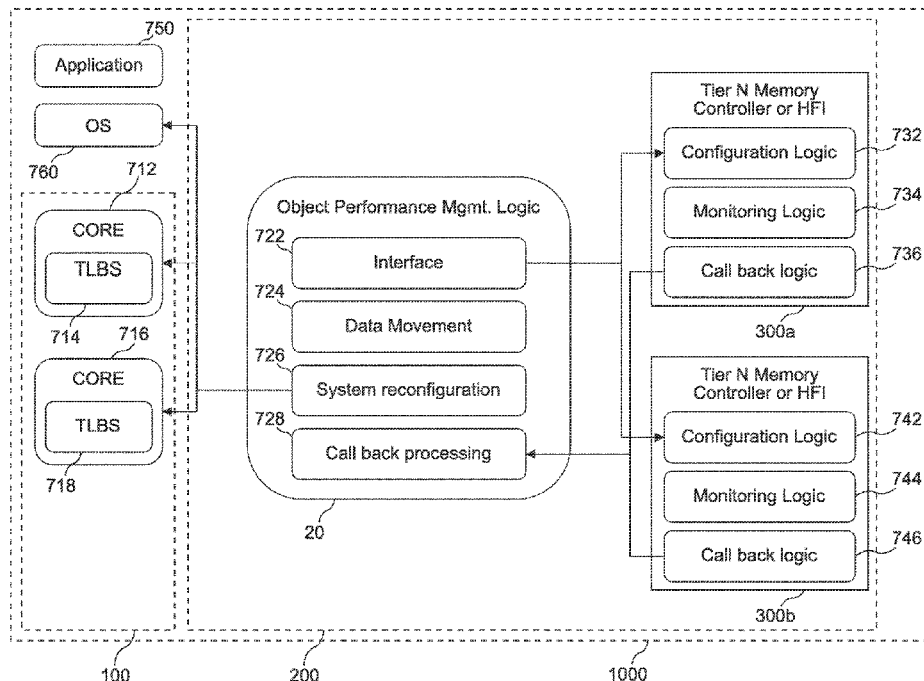 750
Application
OS
760
712
CORE
TLBS
714
716
CORE
TLBS
718
Object Performance Mgmt. Logic
722
Interface
724
Data Movement
726
System reconfiguration
728
Call back processing
20
Tier N Memory
Controller or HFI
Configuration Logic
732
Monitoring Logic
734
Call back logic
736
300a
Tier N Memory
Controller or HFI
Configuration Logic
742
Monitoring Logic
744
Call back logic
746
300b
100
200
1000